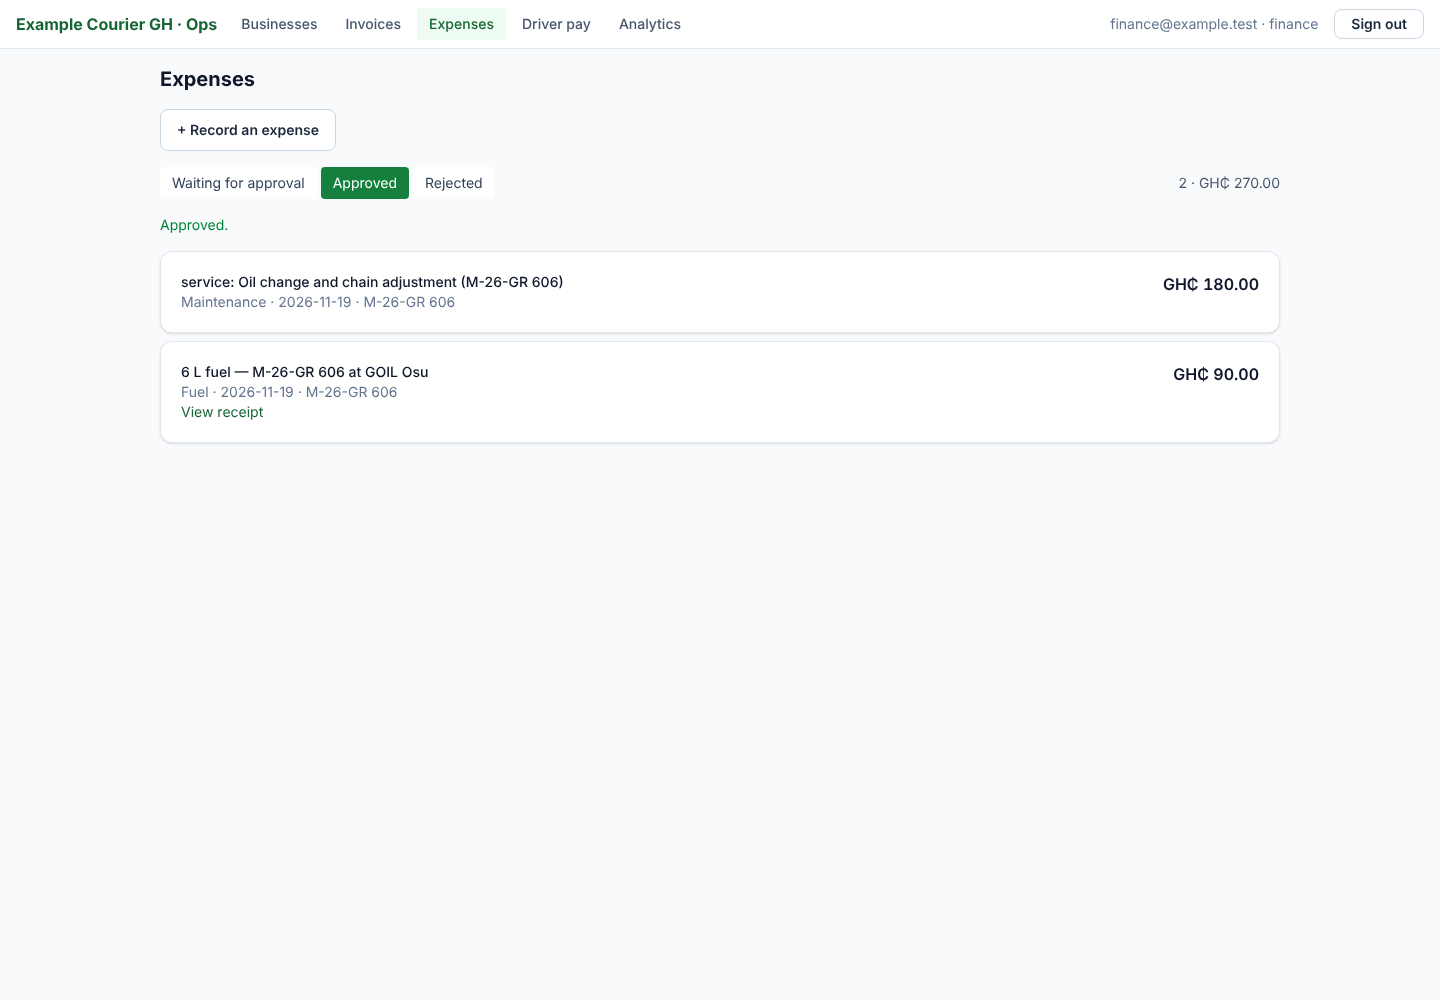 Example Courier GH · Ops
Businesses
Invoices
Expenses
Driver pay
Analytics
finance@example.test · finance
Sign out
Expenses
+ Record an expense
Waiting for approval
Approved
Rejected
2 · GH₵ 270.00
Approved.
service: Oil change and chain adjustment (M-26-GR 606)
GH₵ 180.00
Maintenance · 2026-11-19 · M-26-GR 606
6 L fuel — M-26-GR 606 at GOIL Osu
GH₵ 90.00
Fuel · 2026-11-19 · M-26-GR 606
View receipt